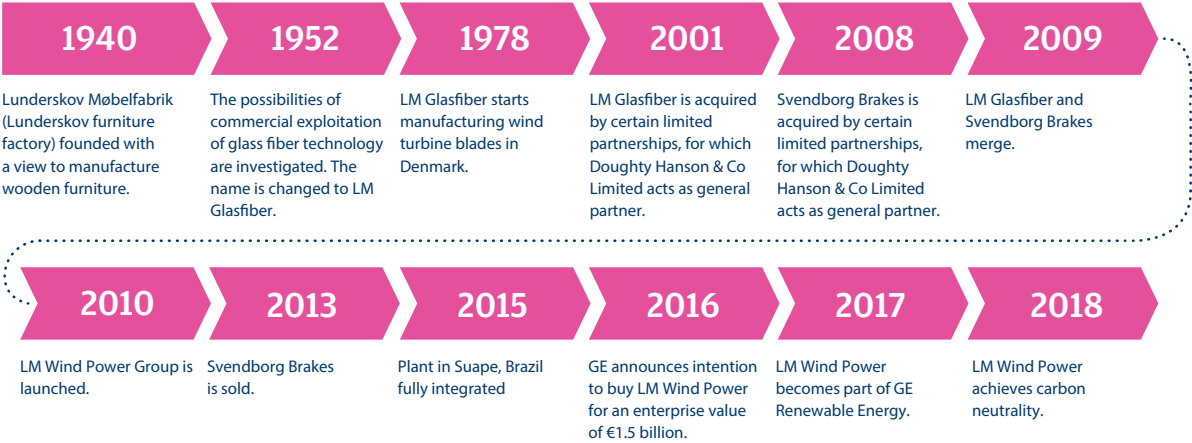 1940
Lunderskov Møbelfabrik
(Lunderskov furniture
factory) founded with
a view to manufacture
wooden furniture.
1952
The possibilities of
commercial exploitation
of glass fiber technology
are investigated. The
name is changed to LM
Glasfiber.
1978
LM Glasfiber starts
manufacturing wind
turbine blades in
Denmark.
2001
LM Glasfiber is acquired
by certain limited
partnerships, for which
Doughty Hanson & Co
Limited acts as general
partner.
2008
Svendborg Brakes is
acquired by certain
limited partnerships,
for which Doughty
Hanson & Co Limited
acts as general partner.
2009
LM Glasfiber and
Svendborg Brakes
merge.
2010
LM Wind Power Group is
launched.
2013
Svendborg Brakes
is sold.
2015
Plant in Suape, Brazil
fully integrated
2016
GE announces intention
to buy LM Wind Power
for an enterprise value
of €1.5 billion.
2017
LM Wind Power
becomes part of GE
Renewable Energy.
2018
LM Wind Power
achieves carbon
neutrality.